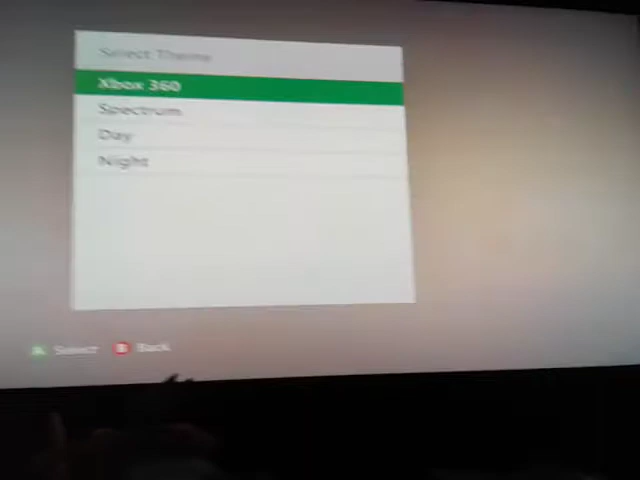 Select Theme
Xbox 360
Spectrum
Day
Night
A Select B Back